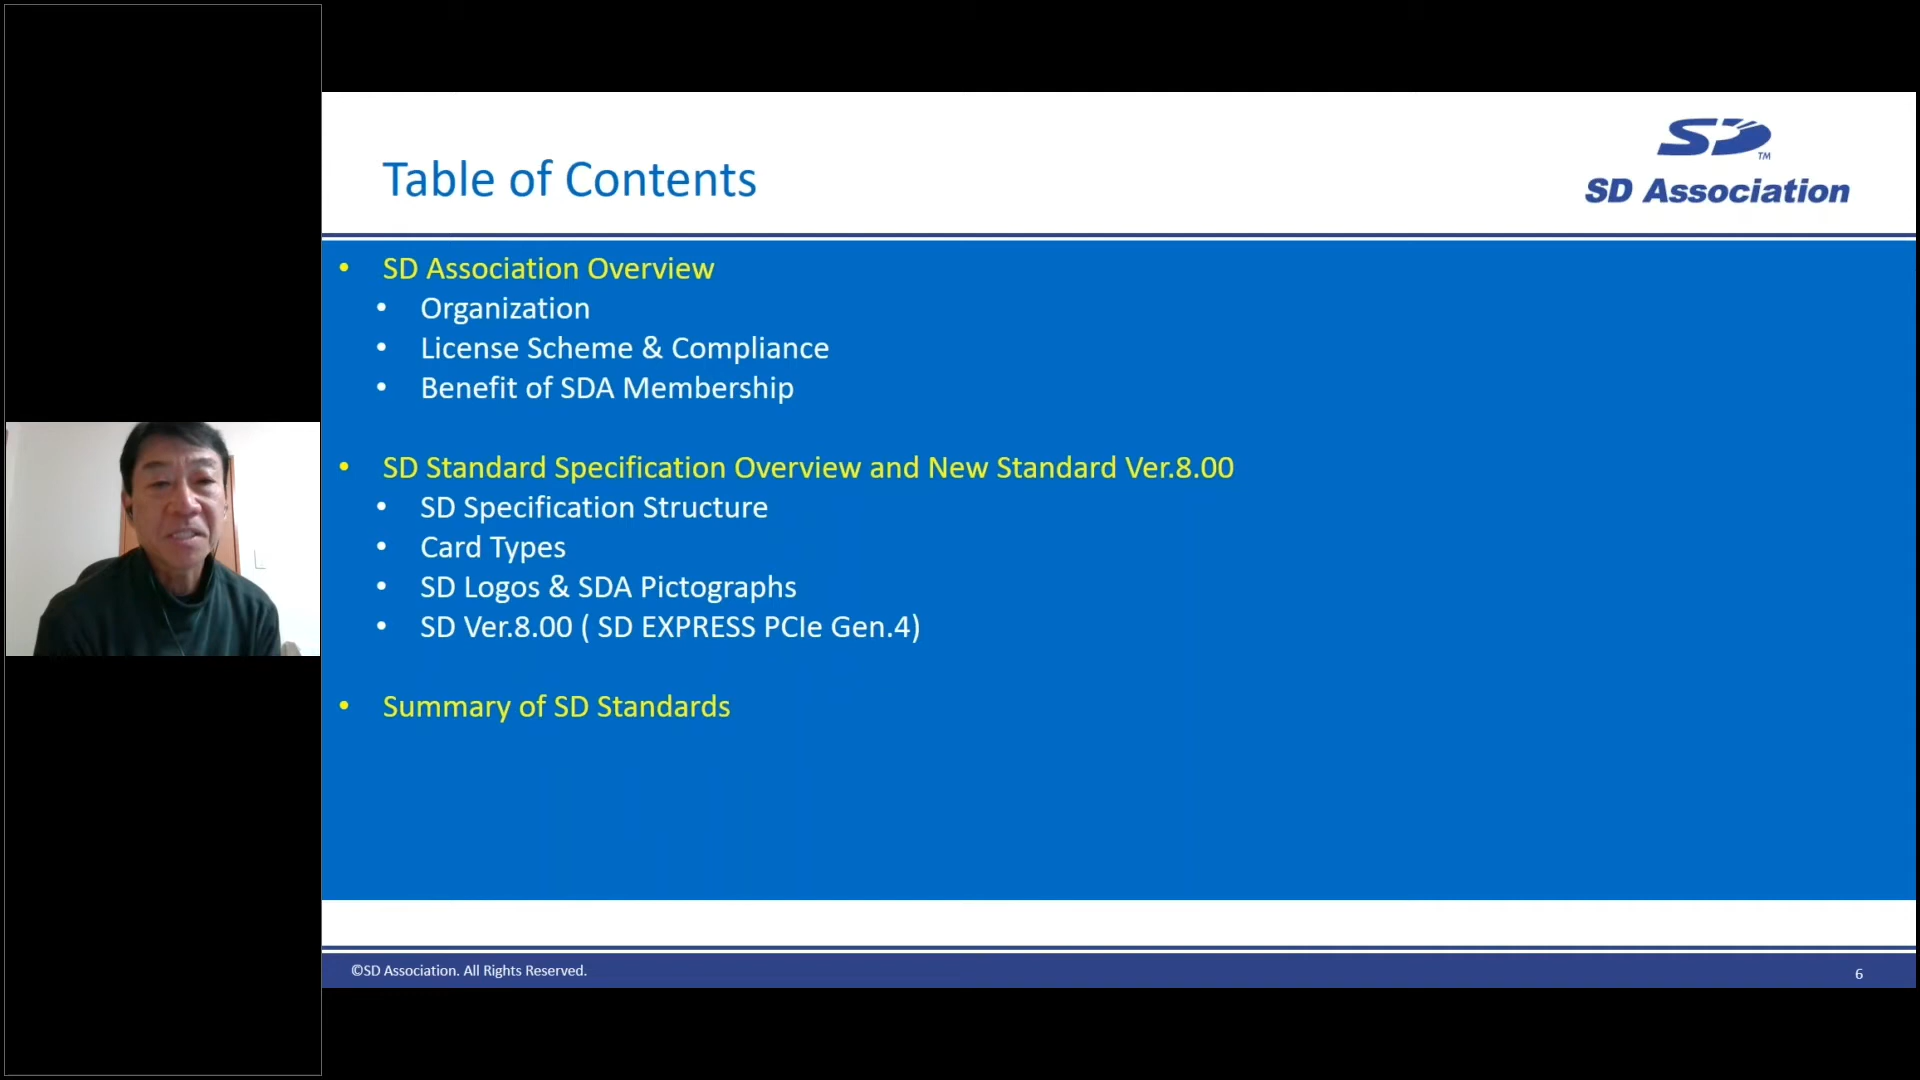 SD
TM
SD Association
Table of Contents
• SD Association Overview
• Organization
• License Scheme & Compliance
• Benefit of SDA Membership
• SD Standard Specification Overview and New Standard Ver.8.00
• SD Specification Structure
• Card Types
• SD Logos & SDA Pictographs
• SD Ver.8.00 ( SD EXPRESS PCIe Gen.4)
• Summary of SD Standards
©SD Association. All Rights Reserved.
6